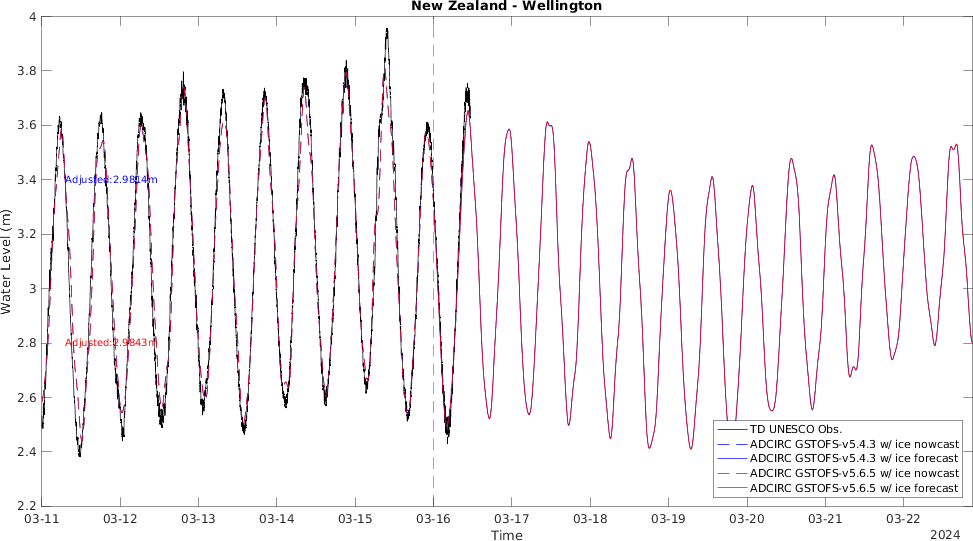 New Zealand - Wellington
4
3.8
3.6
3.4
3.2
3
2.8
2.6
2.4
2.2
Water Level (m)
Adjusted:2.9814m
Adjusted:2.9843m
TD UNESCO Obs.
ADCIRC GSTOFS-v5.4.3 w/ ice nowcast
ADCIRC GSTOFS-v5.4.3 w/ ice forecast
ADCIRC GSTOFS-v5.6.5 w/ ice nowcast
ADCIRC GSTOFS-v5.6.5 w/ ice forecast
03-11 03-12 03-13 03-14 03-15 03-16 03-17 03-18 03-19 03-20 03-21 03-22
Time
2024